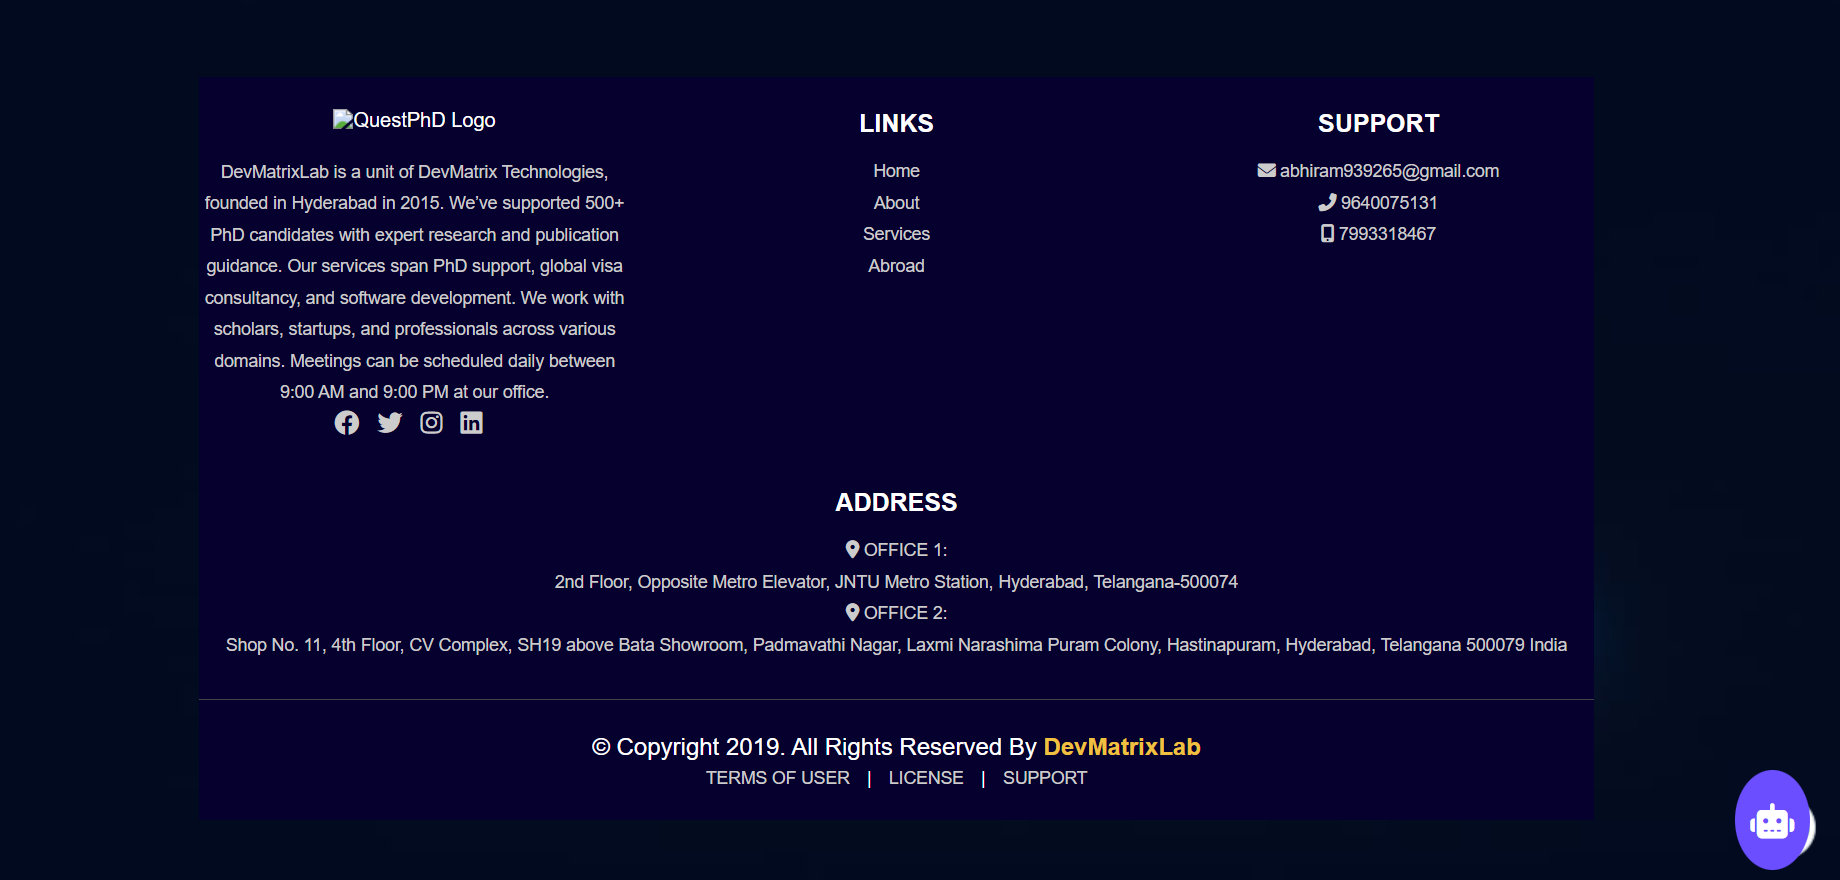 QuestPhD Logo
DevMatrixLab is a unit of DevMatrix Technologies,
founded in Hyderabad in 2015. We’ve supported 500+
PhD candidates with expert research and publication
guidance. Our services span PhD support, global visa
consultancy, and software development. We work with
scholars, startups, and professionals across various
domains. Meetings can be scheduled daily between
9:00 AM and 9:00 PM at our office.
LINKS
Home
About
Services
Abroad
SUPPORT
abhiram939265@gmail.com
9640075131
7993318467
ADDRESS
OFFICE 1:
2nd Floor, Opposite Metro Elevator, JNTU Metro Station, Hyderabad, Telangana-500074
OFFICE 2:
Shop No. 11, 4th Floor, CV Complex, SH19 above Bata Showroom, Padmavathi Nagar, Laxmi Narashima Puram Colony, Hastinapuram, Hyderabad, Telangana 500079 India
© Copyright 2019. All Rights Reserved By DevMatrixLab
TERMS OF USER | LICENSE | SUPPORT